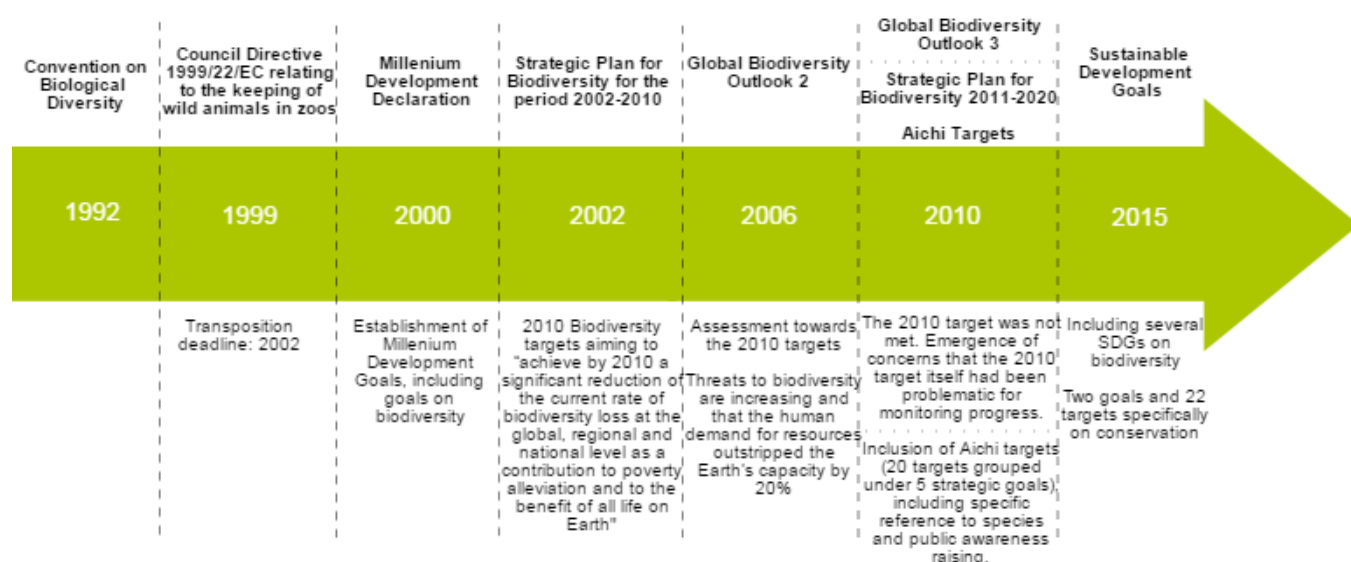 Convention on
Biological
Diversity
Council Directive
1999/22/EC relating
to the keeping of
wild animals in zoos
Millenium
Development
Declaration
Strategic Plan for
Biodiversity for the
period 2002-2010
Global Biodiversity
Outlook 2
Global Biodiversity
Outlook 3
Strategic Plan for
Biodiversity 2011-2020
Aichi Targets
Sustainable
Development
Goals
1992
1999
2000
2002
2006
2010
2015
Transposition
deadline: 2002
Establishment of
Millenium
Development
Goals, including
goals on
biodiversity
2010 Biodiversity
targets aiming to
"achieve by 2010 a
significant reduction of
the current rate of
biodiversity loss at the
global, regional and
national level as a
contribution to poverty
alleviation and to the
benefit of all life on
Earth"
Assessment towards
the 2010 targets
Threats to biodiversity
are increasing and
that the human
demand for resources
outstripped the
Earth's capacity by
20%
The 2010 target was not
met. Emergence of
concerns that the 2010
target itself had been
problematic for
monitoring progress.
Inclusion of Aichi targets
(20 targets grouped
under 5 strategic goals),
including specific
reference to species
and public awareness
raising.
Including several
SDGs on
biodiversity
Two goals and 22
targets specifically
on conservation